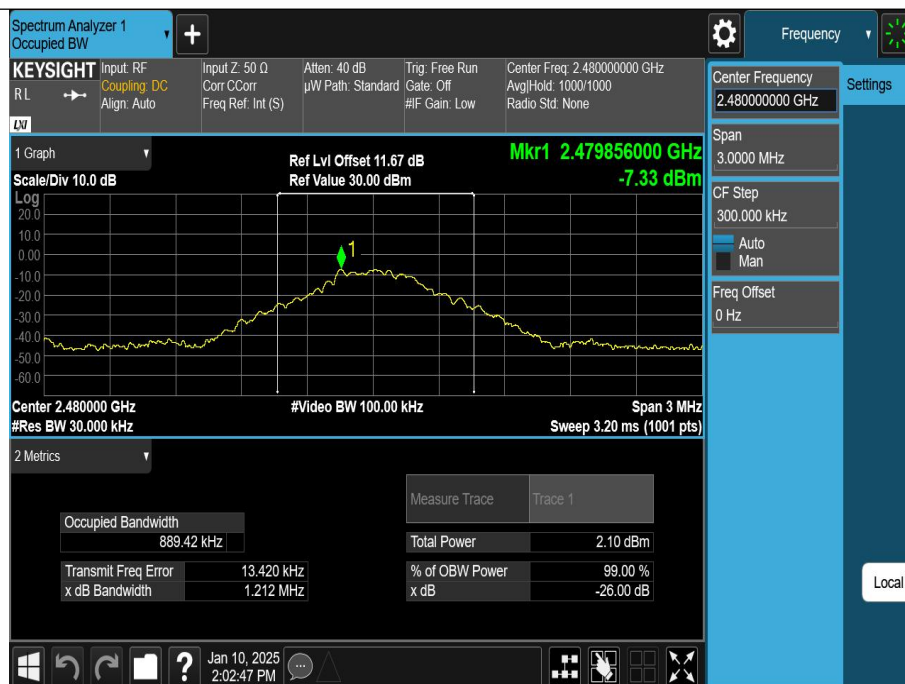 Spectrum Analyzer 1
Occupied BW
Frequency
KEYSIGHT
RL
LXI
Input: RF
Coupling: DC
Align: Auto
Input Z: 50 Ω
Corr CCorr
Freq Ref: Int (S)
Atten: 40 dB
µW Path: Standard
Trig: Free Run
Gate: Off
#IF Gain: Low
Center Freq: 2.480000000 GHz
Avg|Hold: 1000/1000
Radio Std: None
Center Frequency
2.480000000 GHz
Settings
Span
3.0000 MHz
CF Step
300.000 kHz
Auto
Man
Freq Offset
0 Hz
Local
1 Graph
Scale/Div 10.0 dB
Ref Lvl Offset 11.67 dB
Ref Value 30.00 dBm
Mkr1 2.479856000 GHz
-7.33 dBm
Log
20.0
10.0
0.00
-10.0
-20.0
-30.0
-40.0
-50.0
-60.0
1
Center 2.480000 GHz
#Res BW 30.000 kHz
#Video BW 100.00 kHz
Span 3 MHz
Sweep 3.20 ms (1001 pts)
2 Metrics
Measure Trace Trace 1
Occupied Bandwidth
889.42 kHz
Total Power 2.10 dBm
Transmit Freq Error 13.420 kHz
% of OBW Power 99.00 %
x dB Bandwidth 1.212 MHz
x dB -26.00 dB
?
Jan 10, 2025
2:02:47 PM